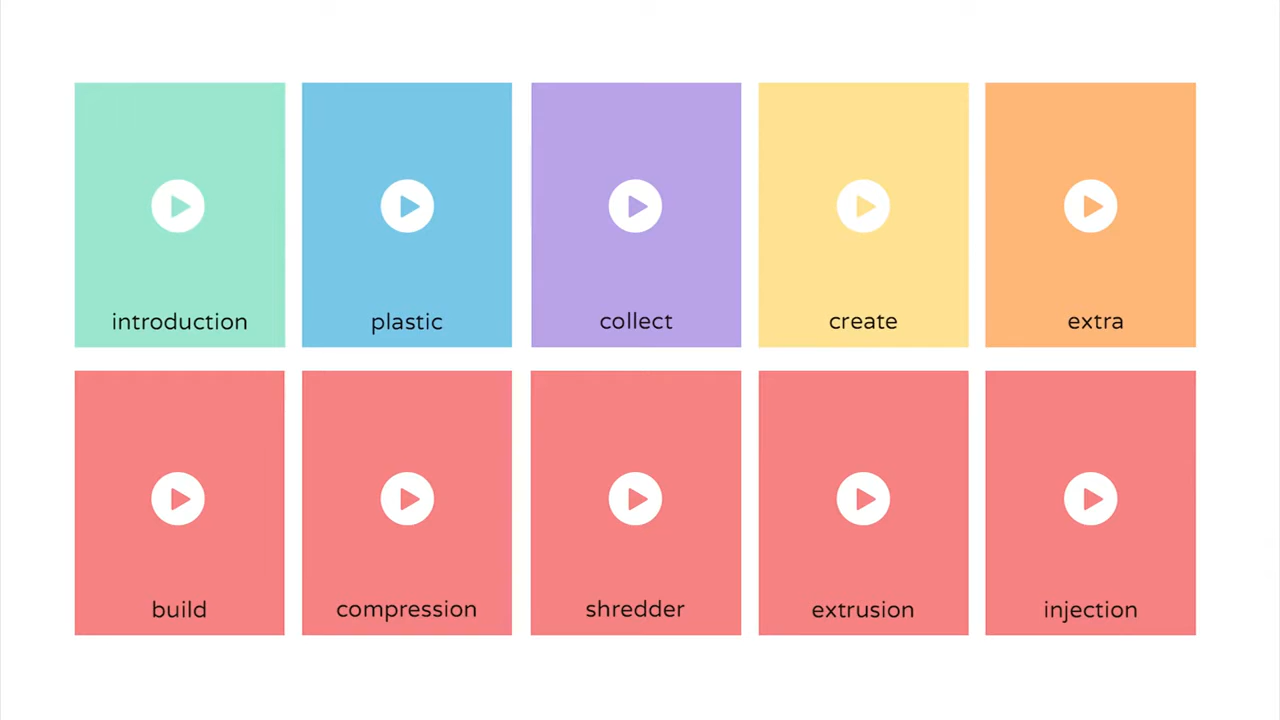 introduction
plastic
collect
create
extra
build
compression
shredder
extrusion
injection